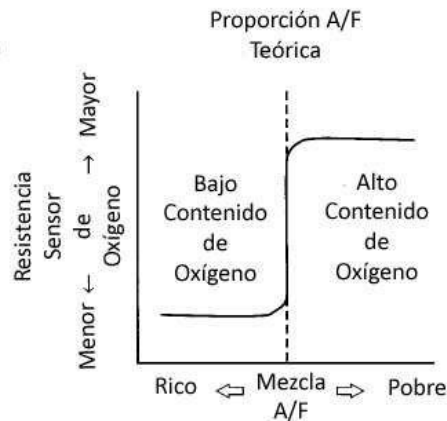 Proporción A/F
Teórica
Resistencia
Sensor
de
Oxígeno
Menor ← → Mayor
Bajo
Contenido
de
Oxígeno
Alto
Contenido
de
Oxígeno
Rico ⇦ Mezcla ⇨ Pobre
A/F